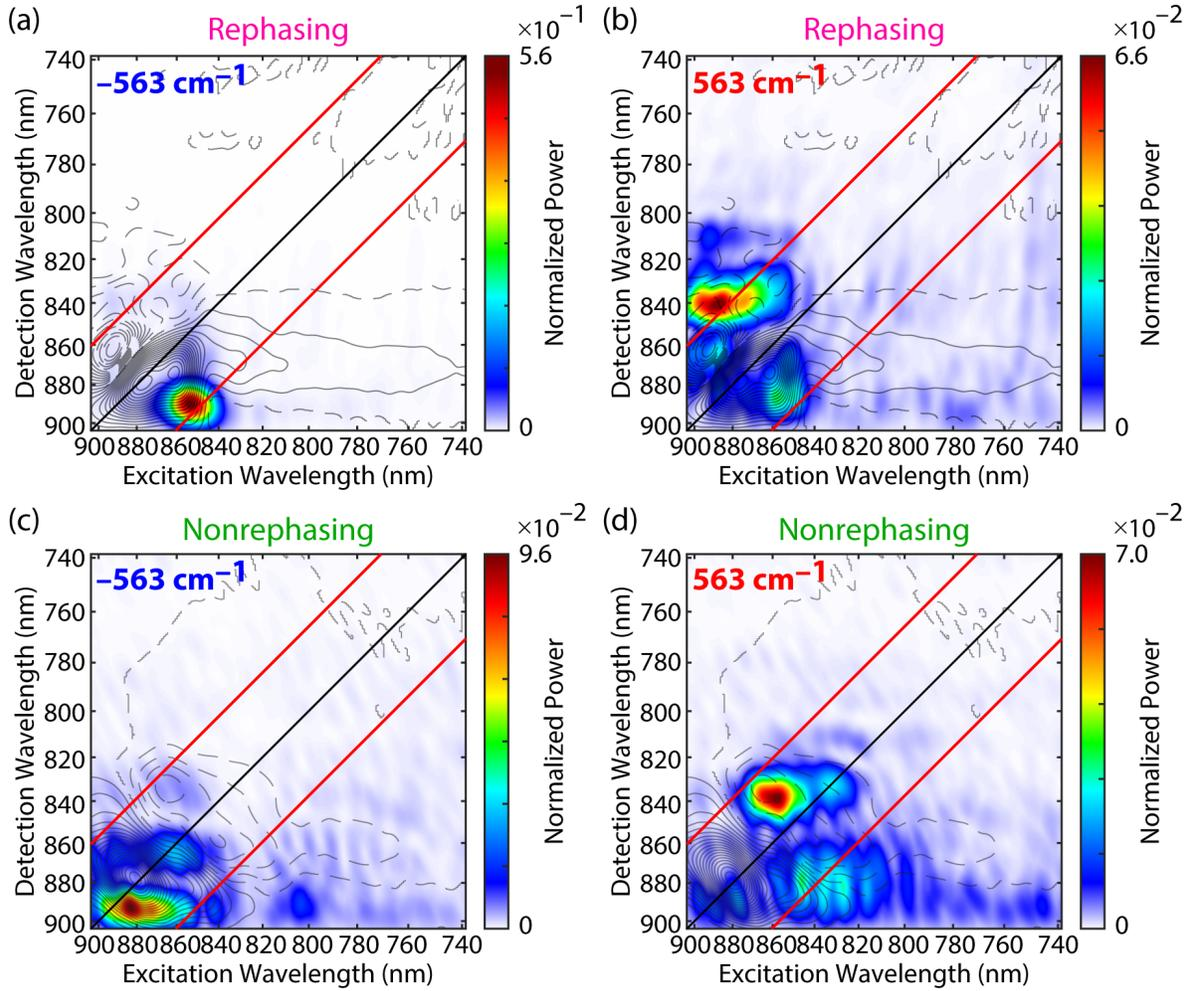 (a)
Rephasing
×10−1
–563 cm−1
5.6
0
Normalized Power
740
760
780
800
820
840
860
880
900
Detection Wavelength (nm)
900 880 860 840 820 800 780 760 740
Excitation Wavelength (nm)
(b)
Rephasing
×10−2
563 cm−1
6.6
0
Normalized Power
740
760
780
800
820
840
860
880
900
Detection Wavelength (nm)
900 880 860 840 820 800 780 760 740
Excitation Wavelength (nm)
(c)
Nonrephasing
×10−2
–563 cm−1
9.6
0
Normalized Power
740
760
780
800
820
840
860
880
900
Detection Wavelength (nm)
900 880 860 840 820 800 780 760 740
Excitation Wavelength (nm)
(d)
Nonrephasing
×10−2
563 cm−1
7.0
0
Normalized Power
740
760
780
800
820
840
860
880
900
Detection Wavelength (nm)
900 880 860 840 820 800 780 760 740
Excitation Wavelength (nm)